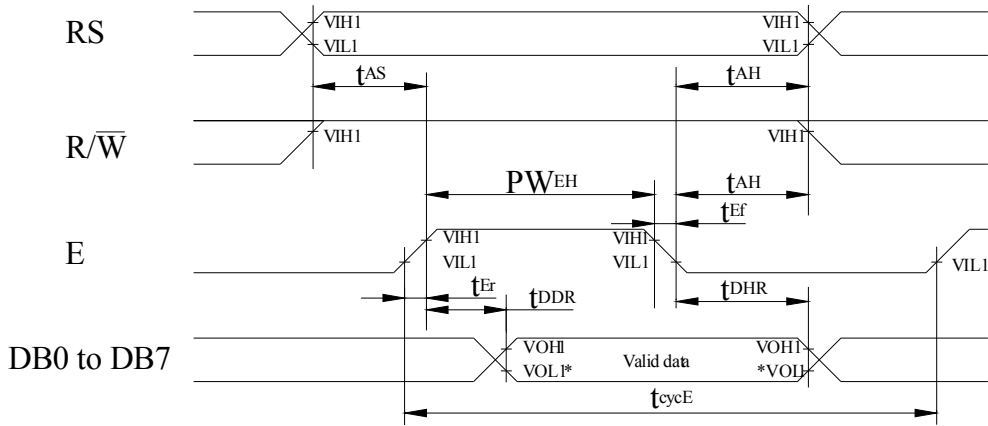 RS VIH1 VIL1 VIH1 VIL1
tAS tAH
R/W̅ VIH1 VIH1
PWEH tAH
tEf
E VIH1 VIL1 VIH1 VIL1 VIL1
tEr tDDR tDHR
DB0 to DB7 VOH1 VOL1* Valid data VOH1 *VOL1
tcycE